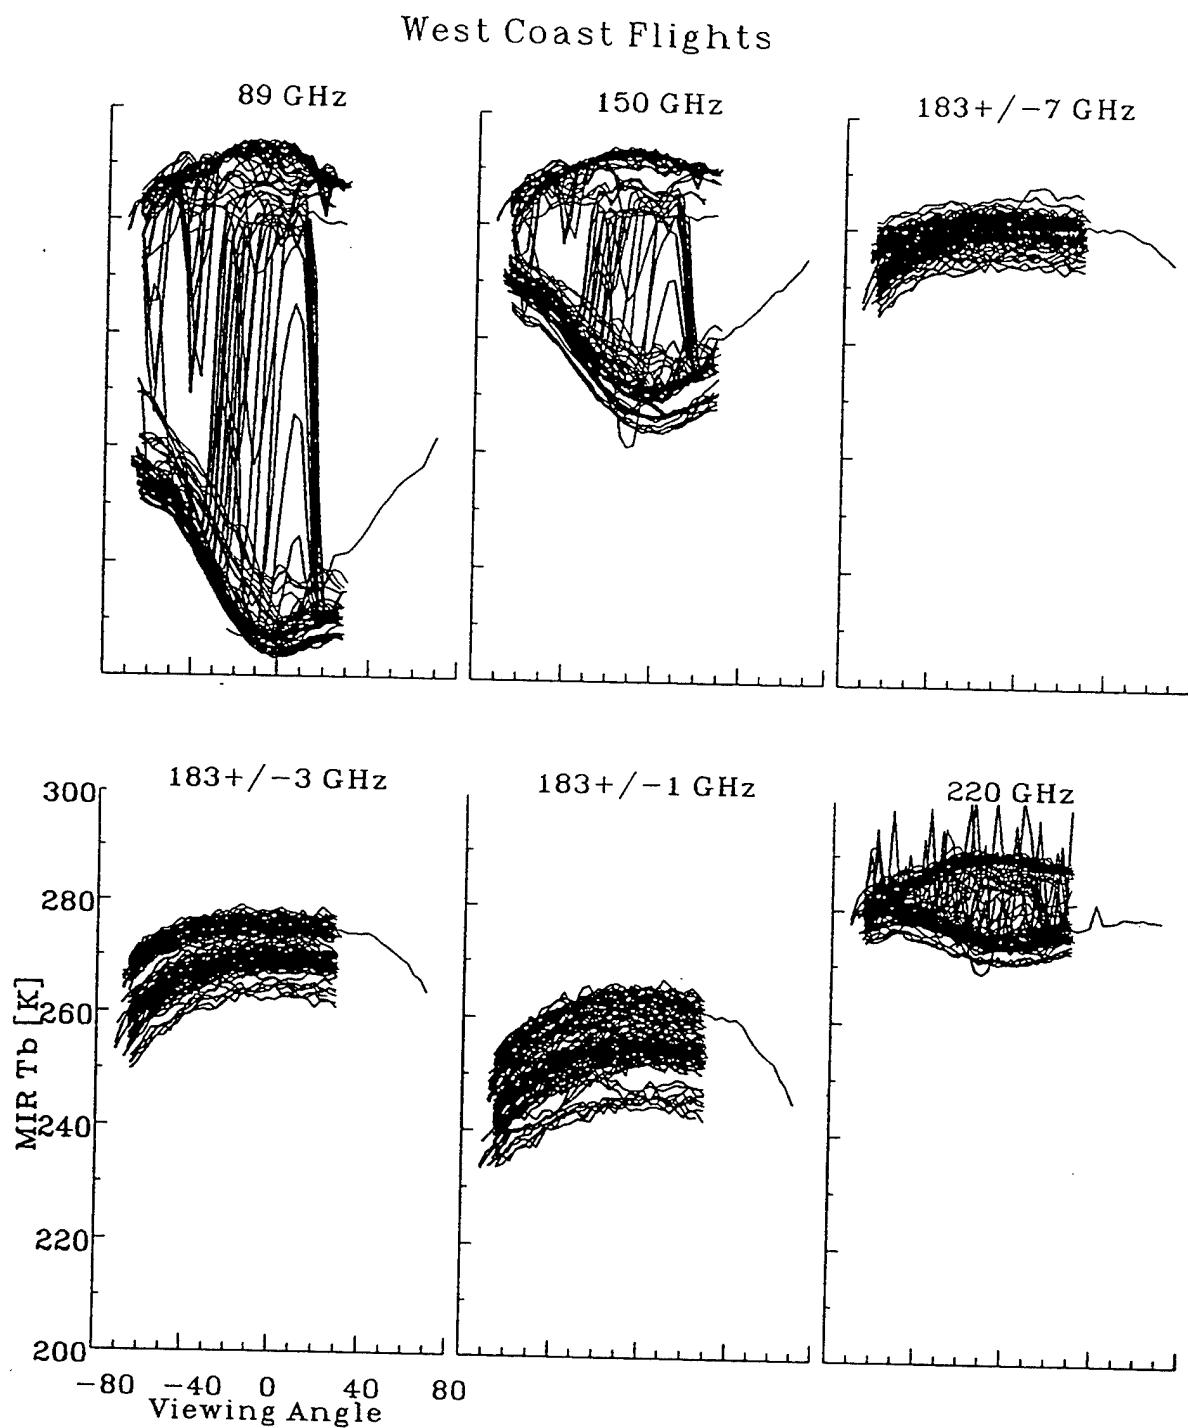 West Coast Flights
89 GHz
150 GHz
183+/-7 GHz
183+/-3 GHz
183+/-1 GHz
220 GHz
300
280
260
240
220
200
MIR Tb [K]
-80 -40 0 40 80
Viewing Angle